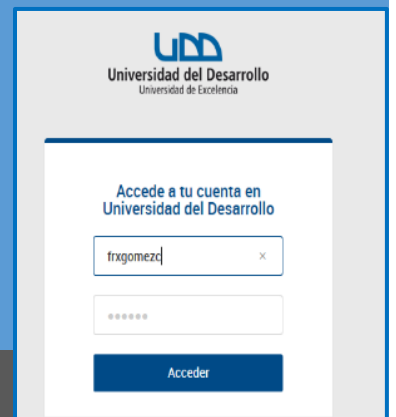 UDD
Universidad del Desarrollo
Universidad de Excelencia
Accede a tu cuenta en
Universidad del Desarrollo
frxgomezc
Acceder